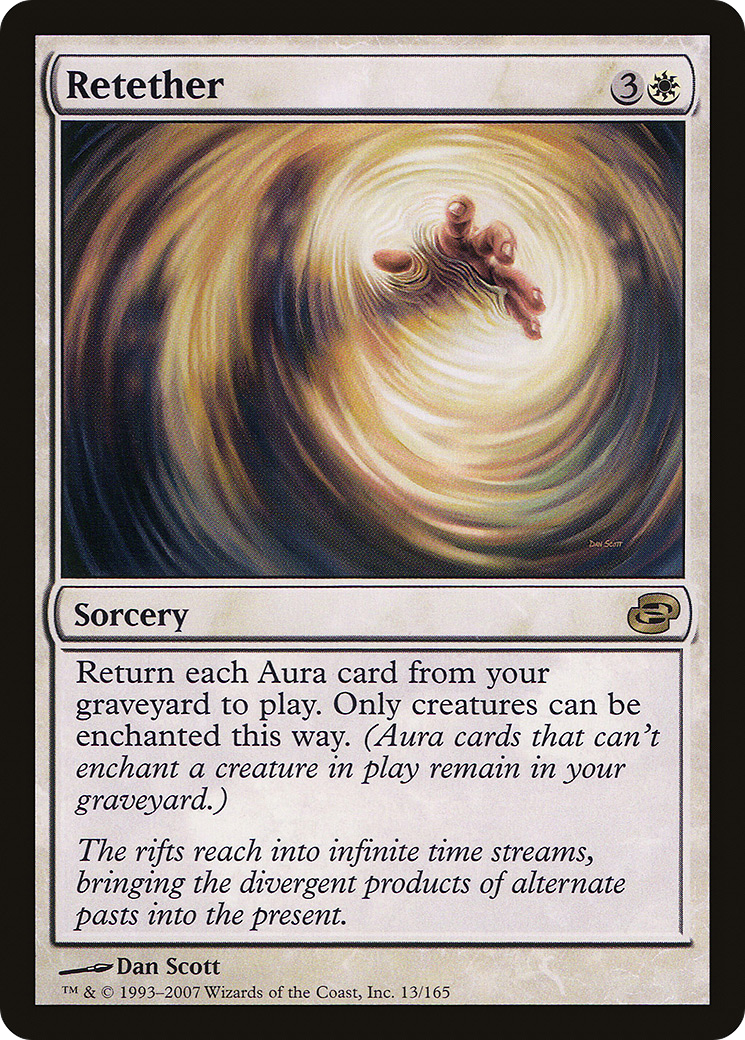 Retether 3
DAN SCOTT
Sorcery
Return each Aura card from your
graveyard to play. Only creatures can be
enchanted this way. (Aura cards that can't
enchant a creature in play remain in your
graveyard.)
The rifts reach into infinite time streams,
bringing the divergent products of alternate
pasts into the present.
Dan Scott
™ & © 1993–2007 Wizards of the Coast, Inc. 13/165